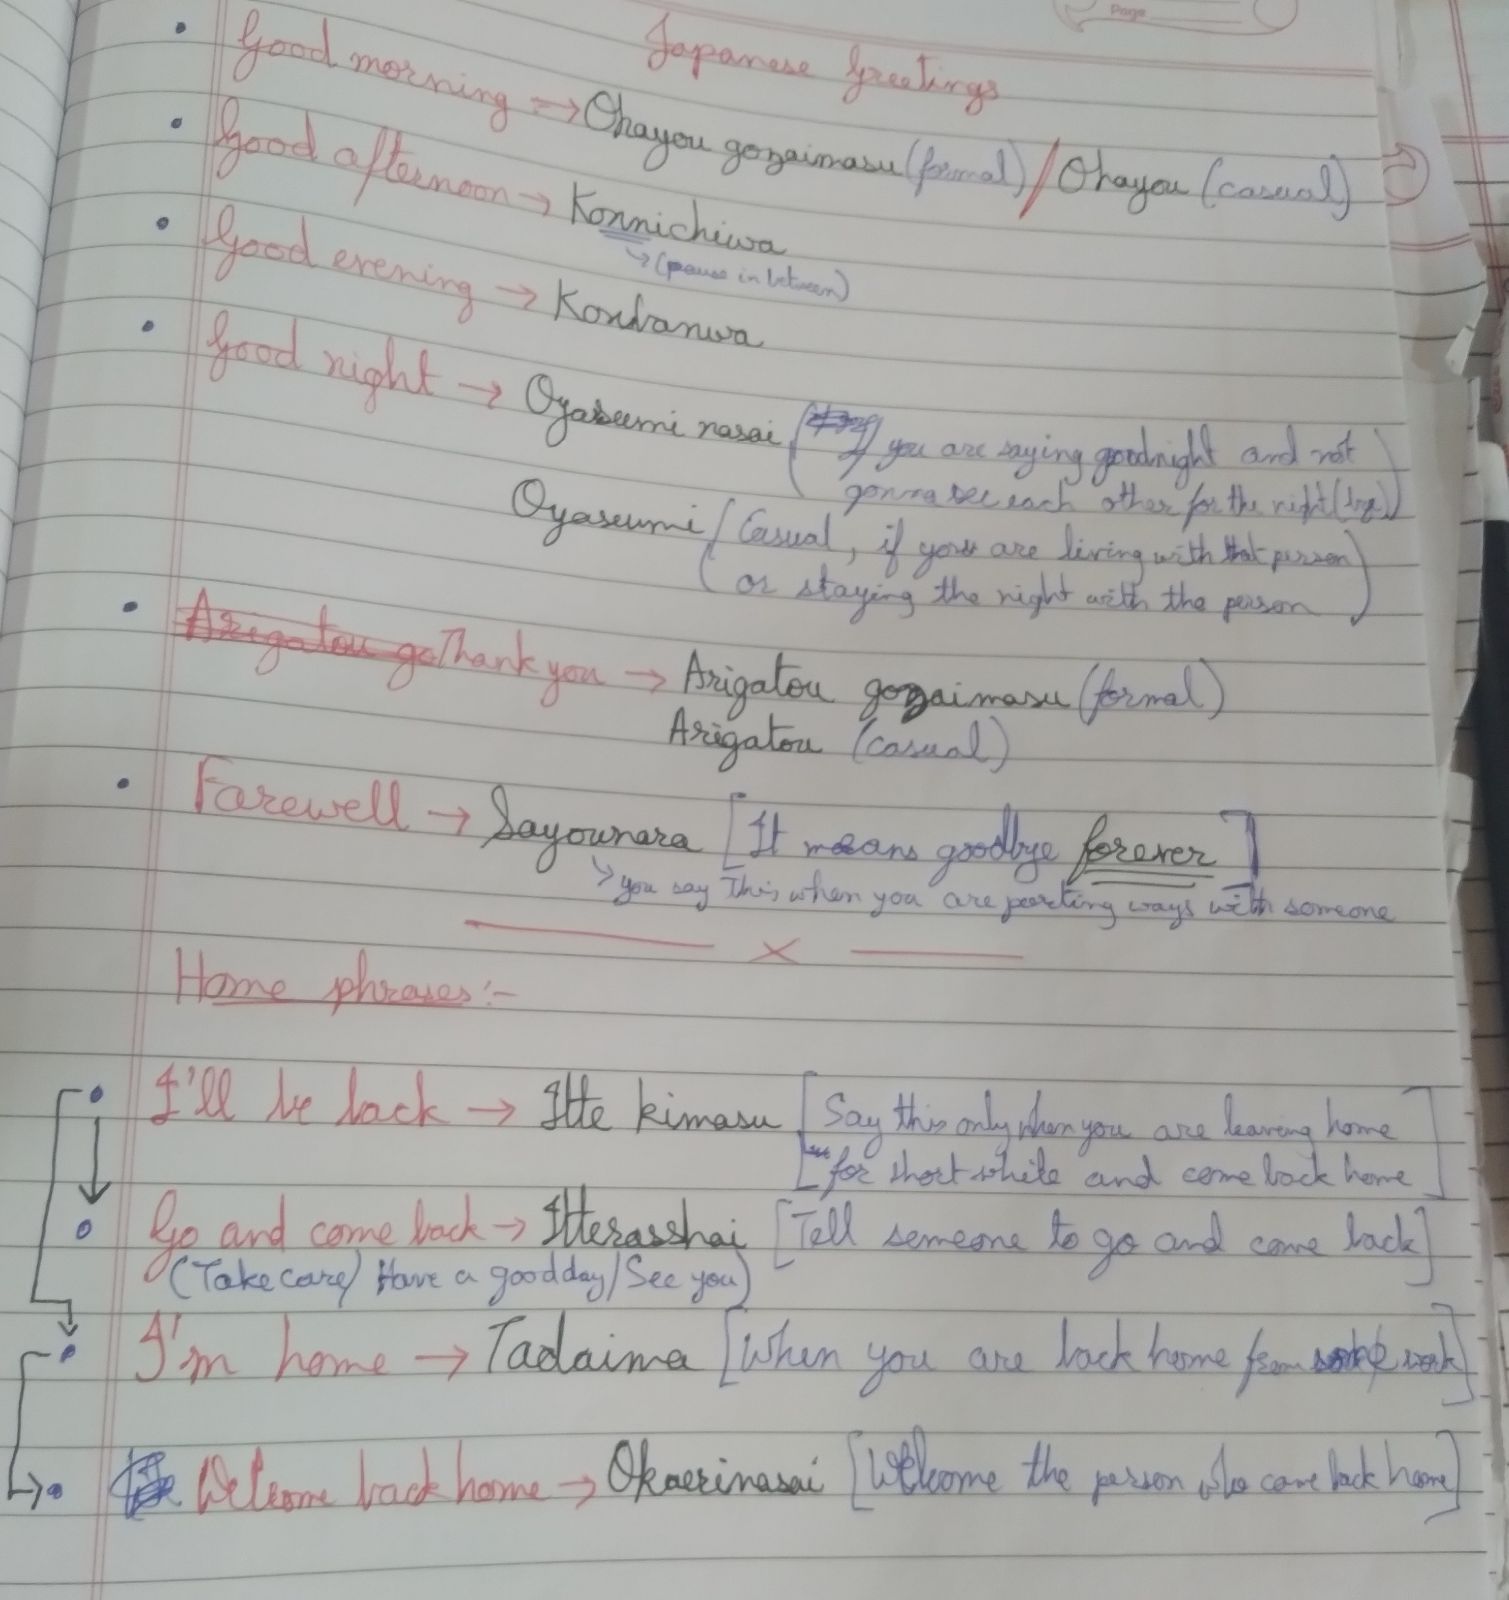 Page
Japanese Greetings
• Good morning => Ohayou gozaimasu (formal) / Ohayou (casual)
• Good afternoon → Konnichiwa
↳ (pause in between)
• Good evening → Konbanwa
• Good night → Oyasumi nasai (If you are saying goodnight and not
gonna see each other for the night
Oyasumi (Casual, if you are living with that person
or staying the night with the person)
• Arigatou go Thank you → Arigatou gozaimasu (formal)
Arigatou (casual)
• Farewell → Sayounara [It means goodbye forever]
↳ you say this when you are parting ways with someone
X
Home phrases :-
• I'll be back → Itte kimasu [Say this only when you are leaving home
for short while and come back home]
Go and come back → Itterasshai [Tell someone to go and come back]
(Take care/ Have a good day/ See you)
• I'm home → Tadaima [When you are back home from work]
• Welcome back home → Okaerinasai [Welcome the person who came back home]